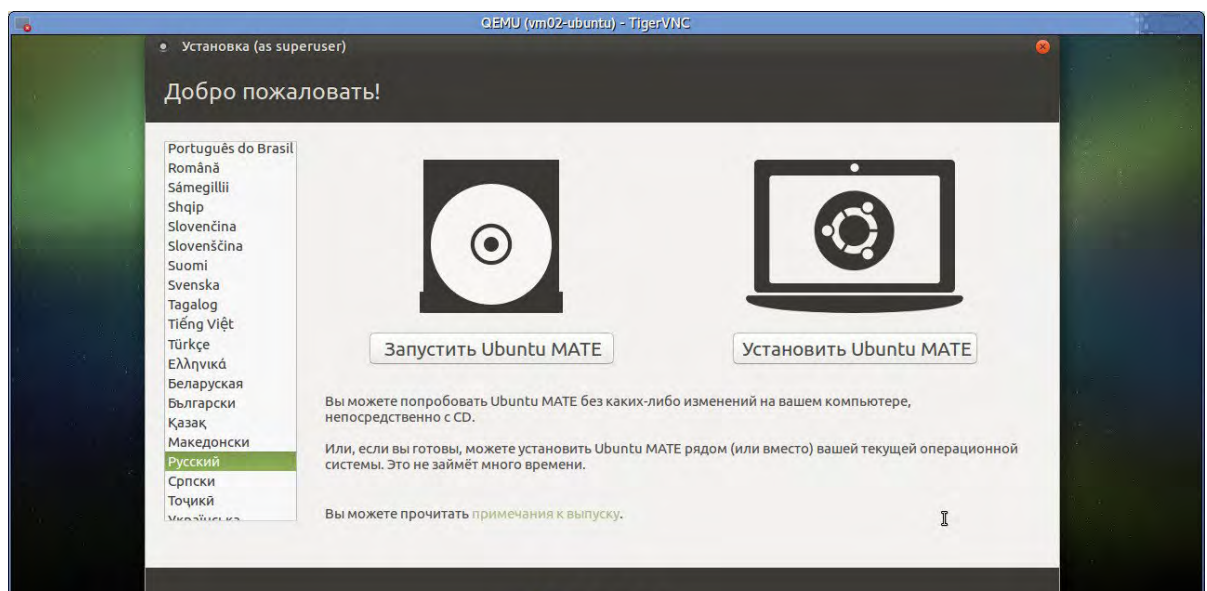 QEMU (vm02-ubuntu) - TigerVNC
Установка (as superuser)
Добро пожаловать!
Português do Brasil
Română
Sámegillii
Shqip
Slovenčina
Slovenščina
Suomi
Svenska
Tagalog
Tiếng Việt
Türkçe
Ελληνικά
Беларуская
Български
Қазақ
Македонски
Русский
Српски
Тоҷикӣ
Українська
Запустить Ubuntu MATE
Установить Ubuntu MATE
Вы можете попробовать Ubuntu MATE без каких-либо изменений на вашем компьютере,
непосредственно с CD.
Или, если вы готовы, можете установить Ubuntu MATE рядом (или вместо) вашей текущей операционной
системы. Это не займёт много времени.
Вы можете прочитать примечания к выпуску.